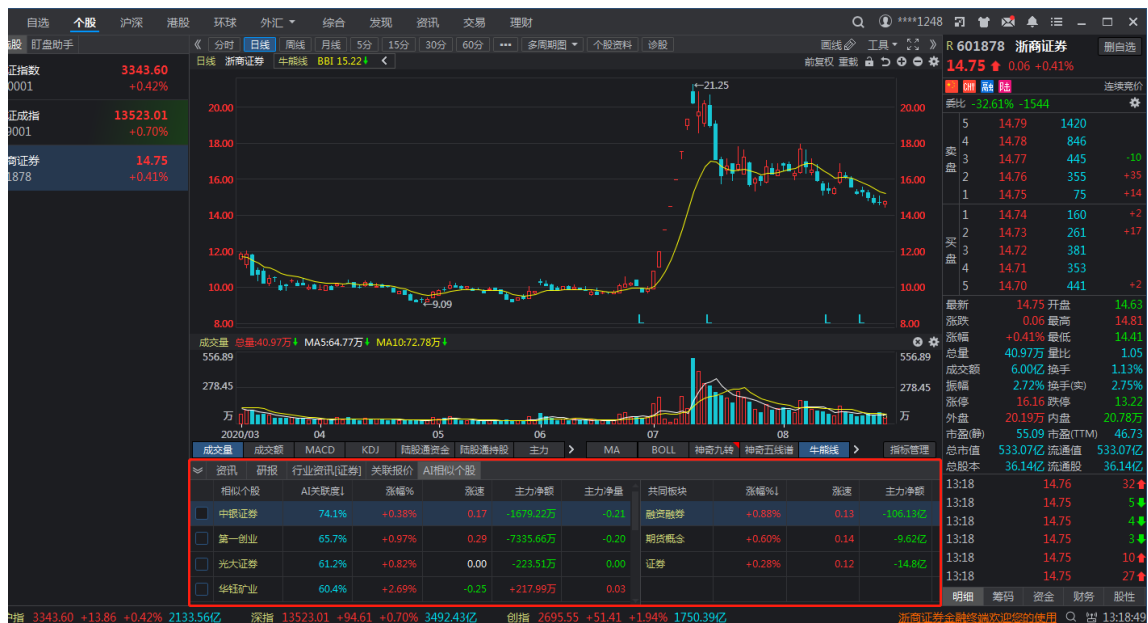 自选 个股 沪深 港股 环球 外汇 综合 发现 资讯 交易 理财 ****1248
盯盘助手
《 分时 日线 周线 月线 5分 15分 30分 60分 ••• 多周期图 个股资料 诊股 画线 工具 》
日线 浙商证券 牛能线 BBI 15.22 前复权 重载
R 601878 浙商证券 删自选
14.75 0.06 +0.41%
连续竞价
委比 -32.61% -1544
证指数 3343.60
0001 +0.42%
证成指 13523.01
9001 +0.70%
商证券 14.75
1878 +0.41%
20.00
18.00
16.00
14.00
12.00
10.00
8.00
←21.25
←9.09
20.00
18.00
16.00
14.00
12.00
10.00
8.00
L L L L
成交量 总量:40.97万 MA5:64.77万 MA10:72.78万
556.89 556.89
278.45 278.45
万 万
2020/03 04 05 06 07 08
成交量 成交额 MACD KDJ 陆股通资金 陆股通持股 主力 MA BOLL 神奇九转 神奇五线谱 牛能线 指标管理
卖盘
5 14.79 1420
4 14.78 846
3 14.77 445 -10
2 14.76 355 +35
1 14.75 75 +14
买盘
1 14.74 160 +2
2 14.73 261 +17
3 14.72 381
4 14.71 353
5 14.70 441 +2
最新 14.75 开盘 14.63
涨跌 0.06 最高 14.81
涨幅 +0.41% 最低 14.41
总量 40.97万 量比 1.05
成交额 6.00亿 换手 1.13%
振幅 2.72% 换手(实) 2.75%
涨停 16.16 跌停 13.22
外盘 20.19万 内盘 20.78万
市盈(静) 55.09 市盈(TTM) 46.73
总市值 533.07亿 流通值 533.07亿
总股本 36.14亿 流通股 36.14亿
13:18 14.76 32
13:18 14.75 5
13:18 14.75 4
13:18 14.75 3
13:18 14.75 10
13:18 14.75 27
明细 筹码 资金 财务 股性
资讯 研报 行业资讯[证券] 关联报价 AI相似个股
相似个股 AI关联度↓ 涨幅% 涨速 主力净额 主力净量 共同板块 涨幅%↓ 涨速 主力净额
中银证券 74.1% +0.38% 0.17 -1679.22万 -0.21 融资融券 +0.88% 0.13 -106.13亿
第一创业 65.7% +0.97% 0.29 -7335.66万 -0.20 期货概念 +0.60% 0.14 -9.62亿
光大证券 61.2% +0.82% 0.00 -223.51万 0.00 证券 +0.28% 0.12 -14.8亿
华钰矿业 60.4% +2.69% -0.25 +217.99万 0.03
沪指 3343.60 +13.86 +0.42% 2133.56亿 深指 13523.01 +94.61 +0.70% 3492.43亿 创指 2695.55 +51.41 +1.94% 1750.39亿 浙商证券金融终端欢迎您的使用 13:18:49